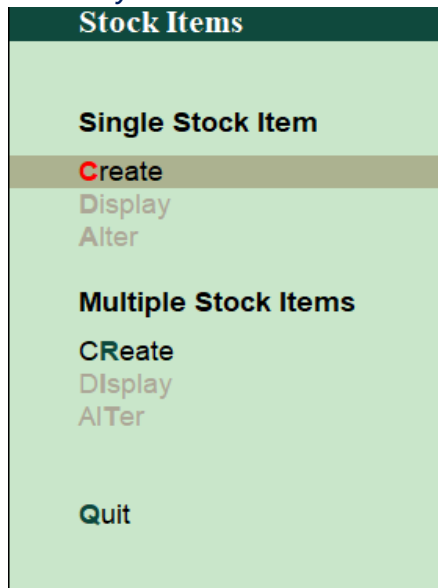 Stock Items
Single Stock Item
Create
Display
Alter
Multiple Stock Items
CReate
DIsplay
AlTer
Quit